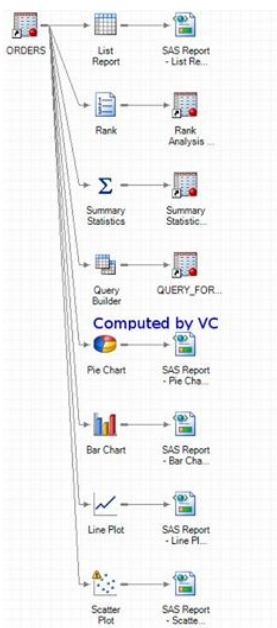 ORDERS
List
Report
SAS Report
- List Re...
Rank
Rank
Analysis ...
Σ
Summary
Statistics
Summary
Statistic...
Query
Builder
QUERY_FOR...
Computed by VC
Pie Chart
SAS Report
- Pie Cha...
Bar Chart
SAS Report
- Bar Cha...
Line Plot
SAS Report
- Line Pl...
Scatter
Plot
SAS Report
- Scatte...